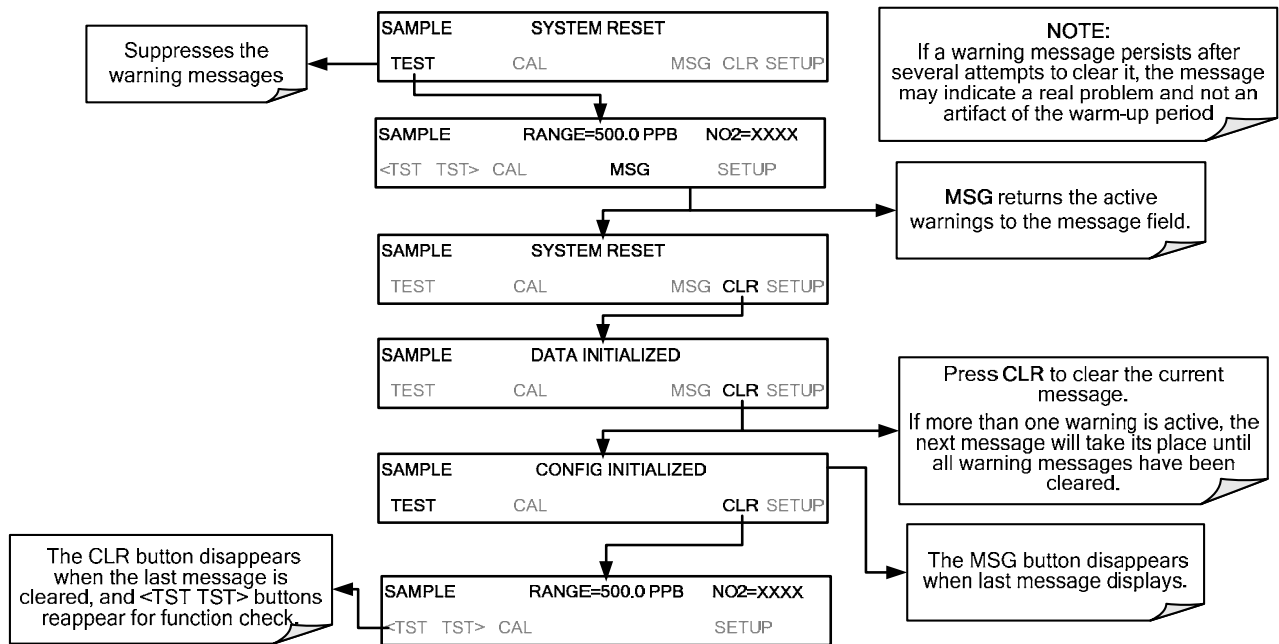 SAMPLE SYSTEM RESET
TEST CAL MSG CLR SETUP
Suppresses the
warning messages
NOTE:
If a warning message persists after
several attempts to clear it, the message
may indicate a real problem and not an
artifact of the warm-up period
SAMPLE RANGE=500.0 PPB NO2=XXXX
<TST TST> CAL MSG SETUP
MSG returns the active
warnings to the message field.
SAMPLE SYSTEM RESET
TEST CAL MSG CLR SETUP
SAMPLE DATA INITIALIZED
TEST CAL MSG CLR SETUP
Press CLR to clear the current
message.
If more than one warning is active, the
next message will take its place until
all warning messages have been
cleared.
SAMPLE CONFIG INITIALIZED
TEST CAL CLR SETUP
The MSG button disappears
when last message displays.
The CLR button disappears
when the last message is
cleared, and <TST TST> buttons
reappear for function check.
SAMPLE RANGE=500.0 PPB NO2=XXXX
<TST TST> CAL SETUP